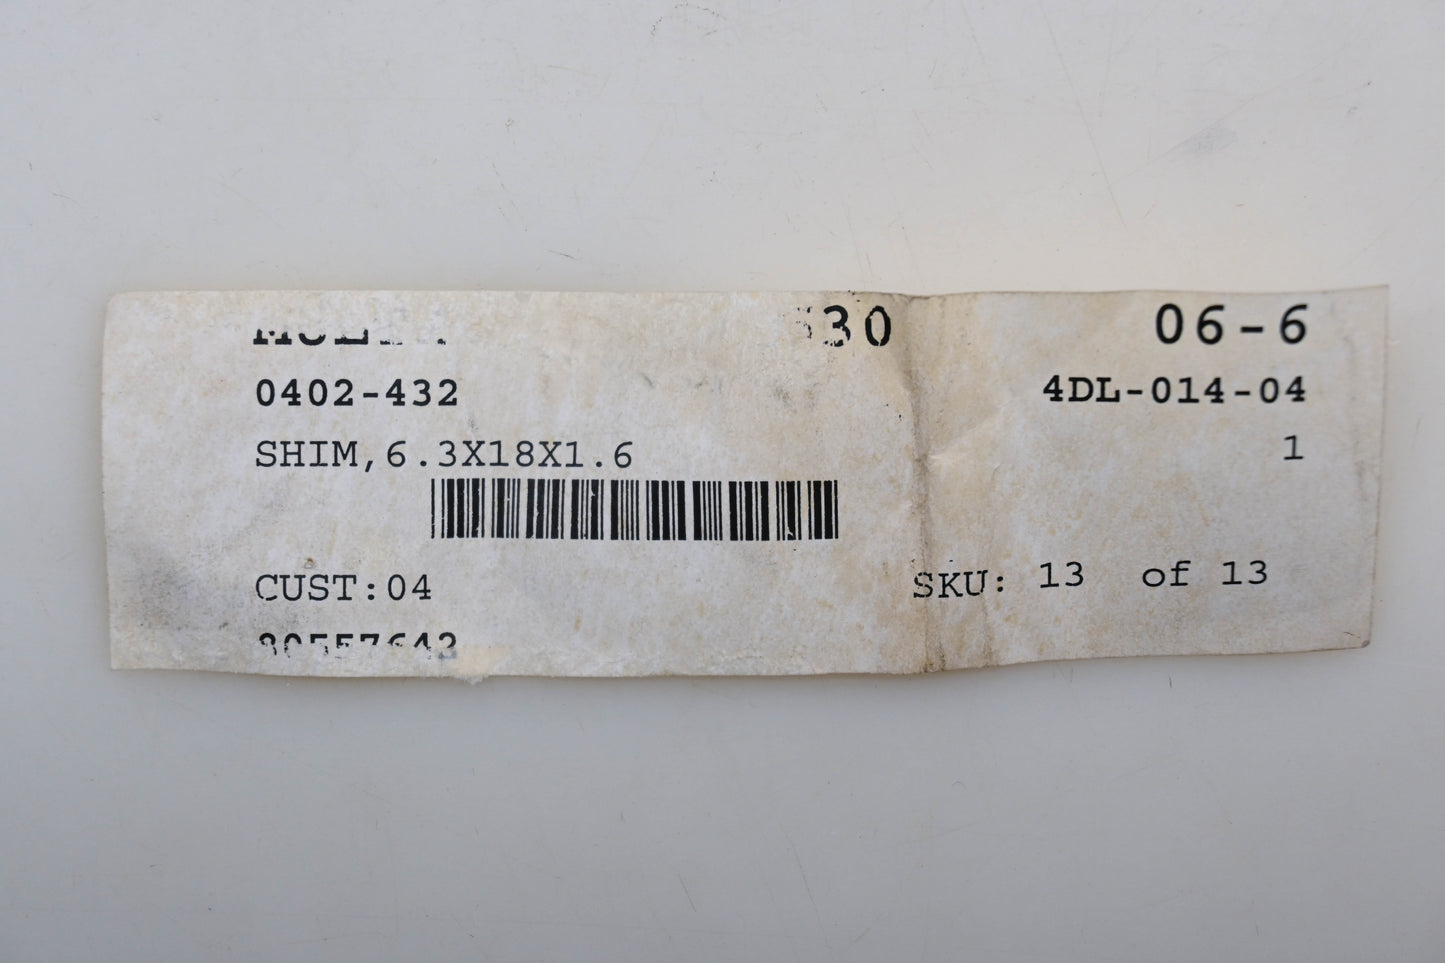 30 06-6
0402-432 4DL-014-04
SHIM,6.3X18X1.6 1
CUST:04 SKU: 13 of 13